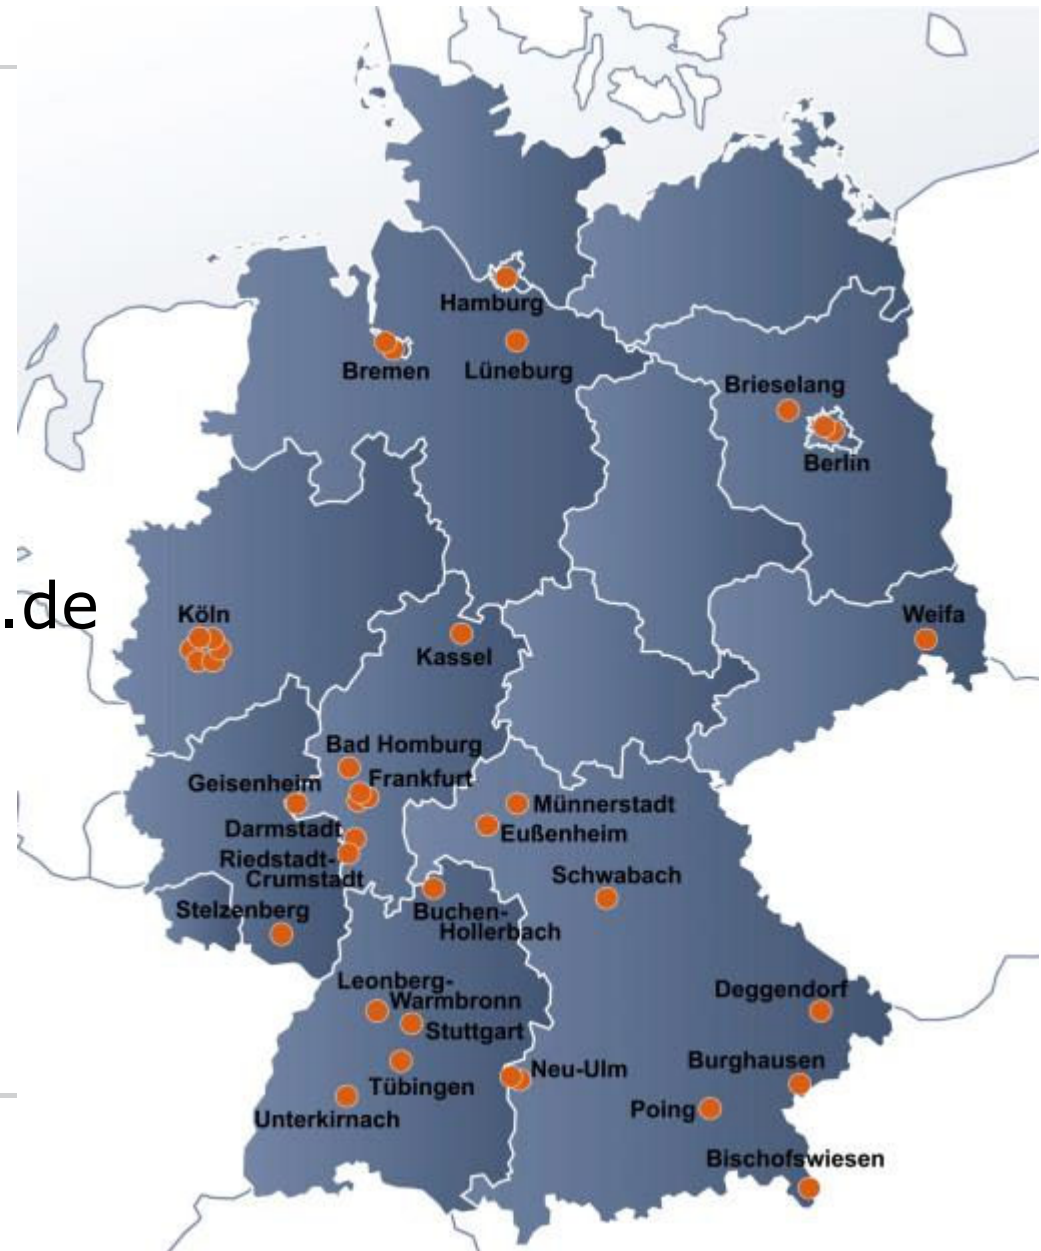 Hamburg
Bremen
Lüneburg
Brieselang
Berlin
.de
Köln
Weifa
Kassel
Bad Homburg
Frankfurt
Geisenheim
Münnerstadt
Darmstadt
Eußenheim
Riedstadt-
Crumstadt
Schwabach
Stelzenberg
Buchen-
Hollerbach
Leonberg-
Warmbronn
Deggendorf
Stuttgart
Burghausen
Neu-Ulm
Tübingen
Poing
Unterkirnach
Bischofswiesen